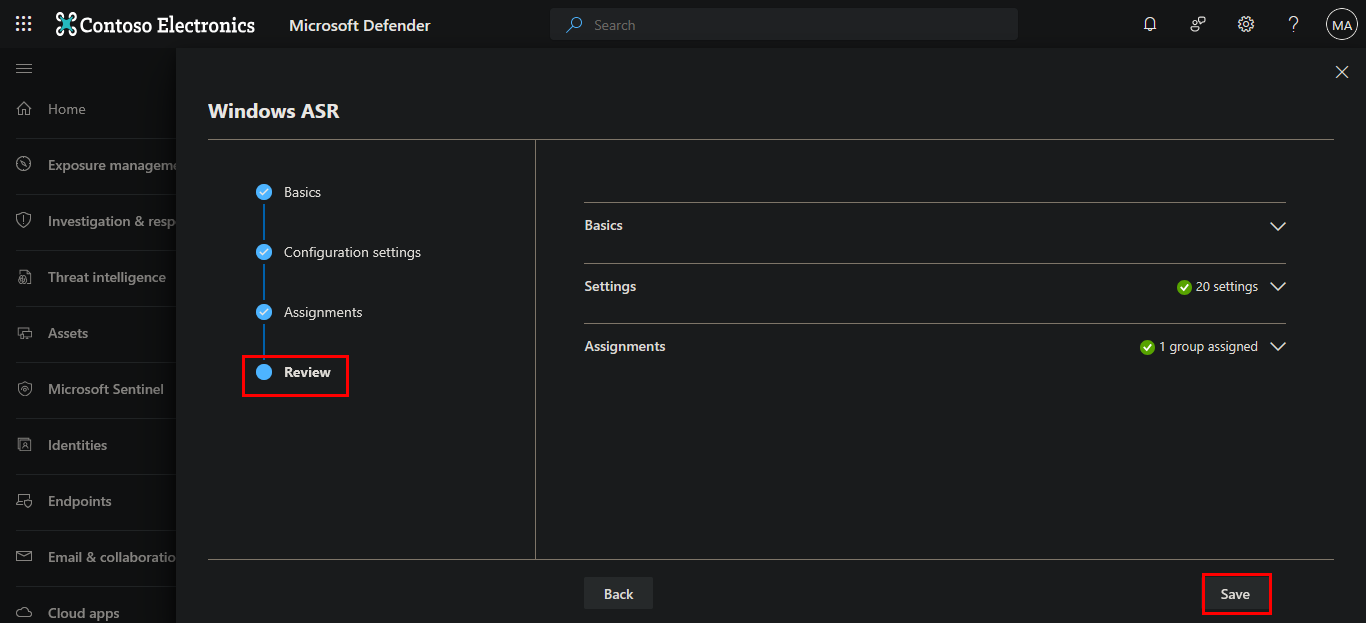 Contoso Electronics
Microsoft Defender
Search
?
MA
Home
Exposure manageme
Investigation & resp
Threat intelligence
Assets
Microsoft Sentinel
Identities
Endpoints
Email & collaboratio
Cloud apps
Windows ASR
Basics
Configuration settings
Assignments
Review
Basics
Settings
20 settings
Assignments
1 group assigned
Back
Save